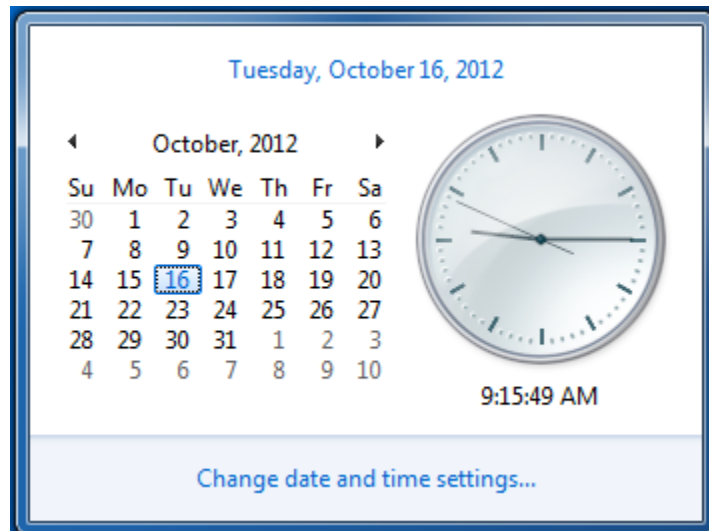 Tuesday, October 16, 2012
October, 2012
Su Mo Tu We Th Fr Sa
30 1 2 3 4 5 6
7 8 9 10 11 12 13
14 15 16 17 18 19 20
21 22 23 24 25 26 27
28 29 30 31 1 2 3
4 5 6 7 8 9 10
9:15:49 AM
Change date and time settings...